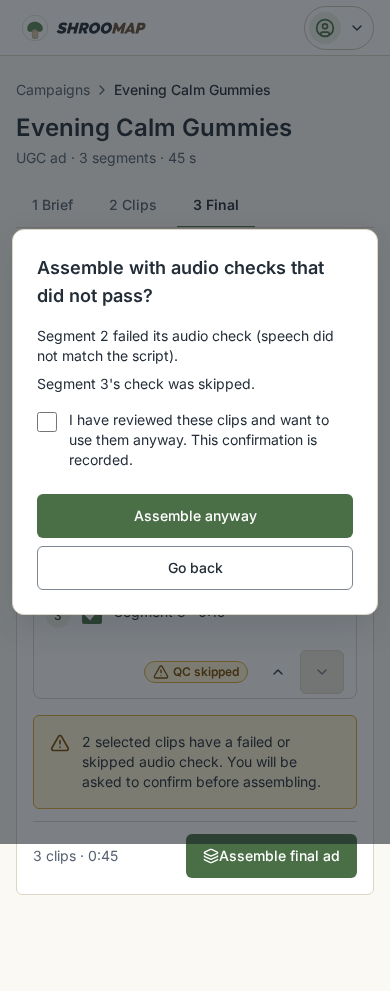 SHROOMAP
Campaigns > Evening Calm Gummies
Evening Calm Gummies
UGC ad · 3 segments · 45 s
1 Brief 2 Clips 3 Final
Assemble with audio checks that
did not pass?
Segment 2 failed its audio check (speech did
not match the script).
Segment 3's check was skipped.
I have reviewed these clips and want to
use them anyway. This confirmation is
recorded.
Assemble anyway
Go back
QC skipped
2 selected clips have a failed or
skipped audio check. You will be
asked to confirm before assembling.
3 clips · 0:45
Assemble final ad